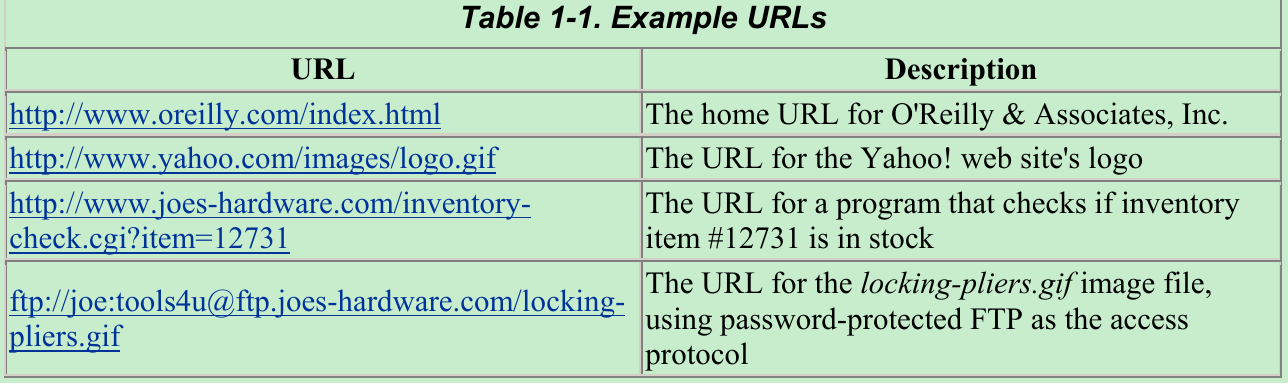 Table 1-1. Example URLs
URL
Description
http://www.oreilly.com/index.html
The home URL for O'Reilly & Associates, Inc.
http://www.yahoo.com/images/logo.gif
The URL for the Yahoo! web site's logo
http://www.joes-hardware.com/inventory-
check.cgi?item=12731
The URL for a program that checks if inventory
item #12731 is in stock
ftp://joe:tools4u@ftp.joes-hardware.com/locking-
pliers.gif
The URL for the locking-pliers.gif image file,
using password-protected FTP as the access
protocol